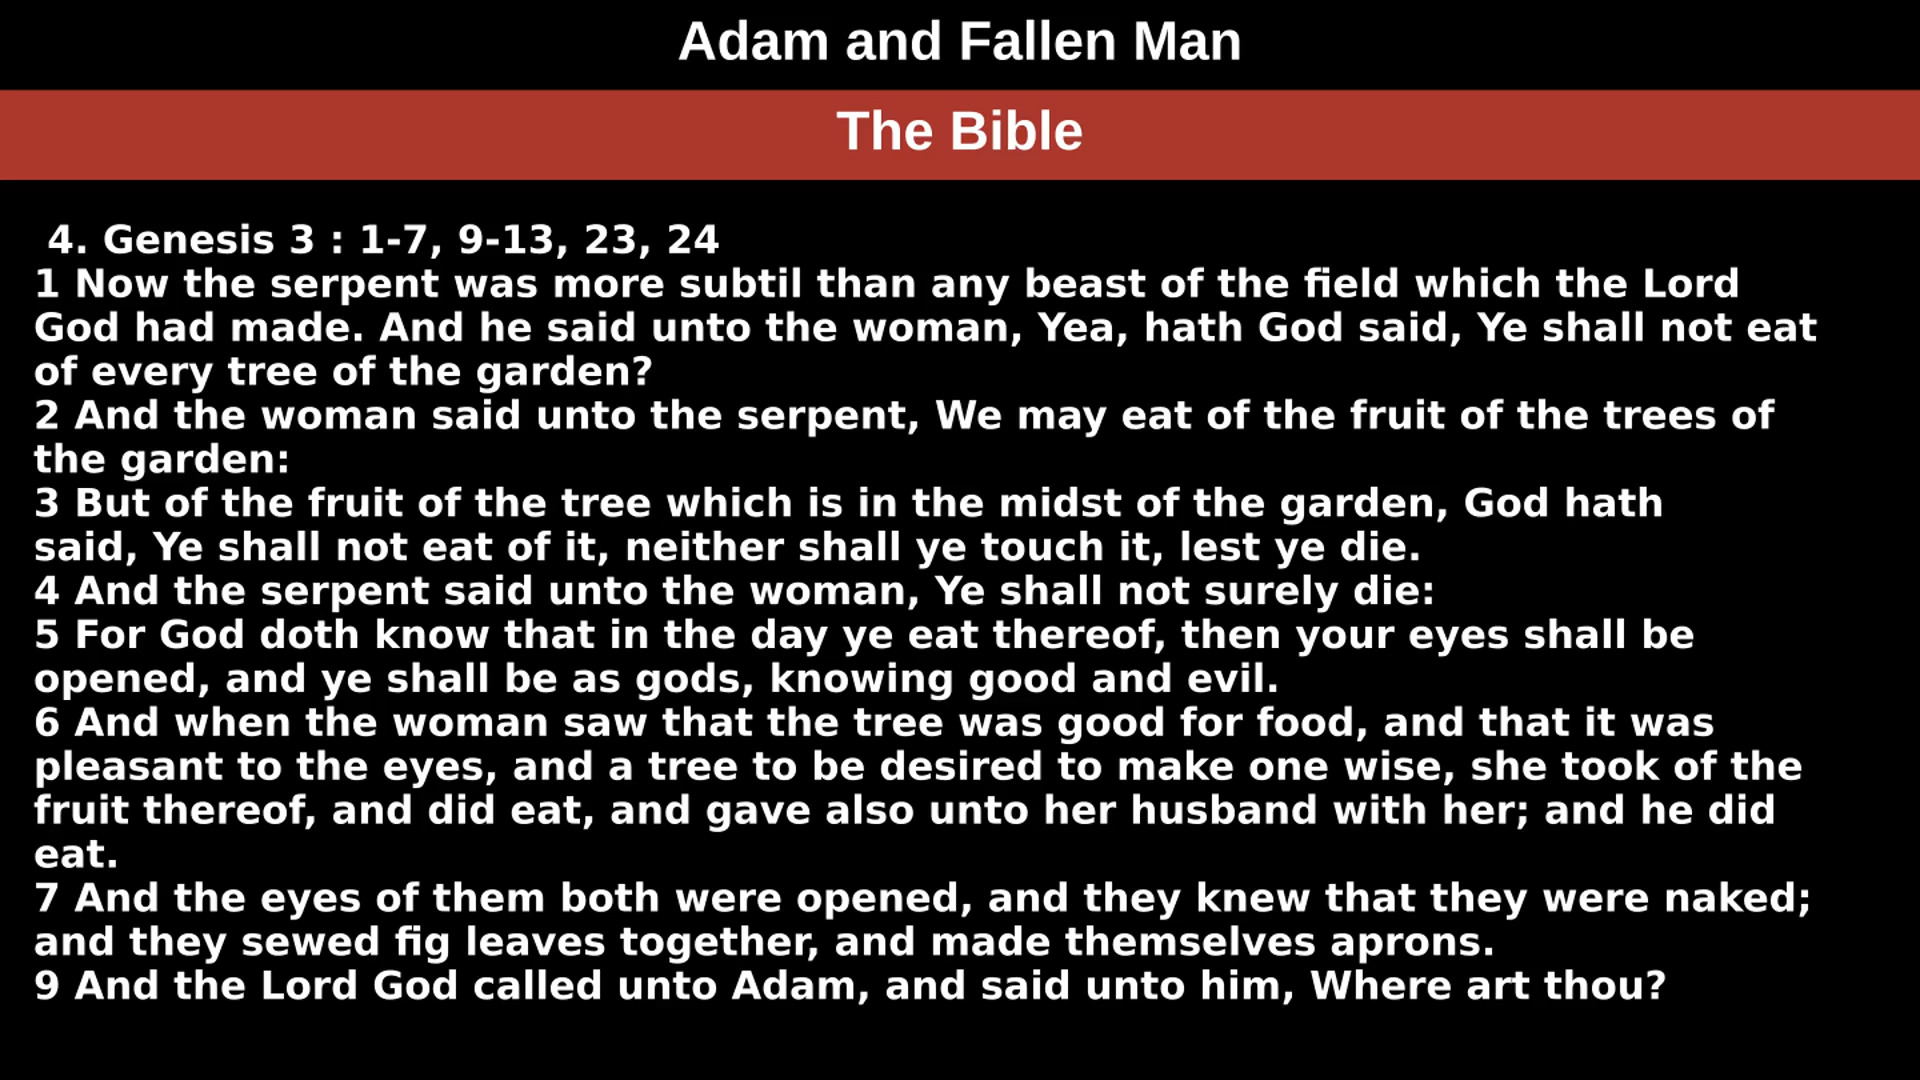 Adam and Fallen Man
The Bible
4. Genesis 3 : 1-7, 9-13, 23, 24
1 Now the serpent was more subtil than any beast of the field which the Lord
God had made. And he said unto the woman, Yea, hath God said, Ye shall not eat
of every tree of the garden?
2 And the woman said unto the serpent, We may eat of the fruit of the trees of
the garden:
3 But of the fruit of the tree which is in the midst of the garden, God hath
said, Ye shall not eat of it, neither shall ye touch it, lest ye die.
4 And the serpent said unto the woman, Ye shall not surely die:
5 For God doth know that in the day ye eat thereof, then your eyes shall be
opened, and ye shall be as gods, knowing good and evil.
6 And when the woman saw that the tree was good for food, and that it was
pleasant to the eyes, and a tree to be desired to make one wise, she took of the
fruit thereof, and did eat, and gave also unto her husband with her; and he did
eat.
7 And the eyes of them both were opened, and they knew that they were naked;
and they sewed fig leaves together, and made themselves aprons.
9 And the Lord God called unto Adam, and said unto him, Where art thou?